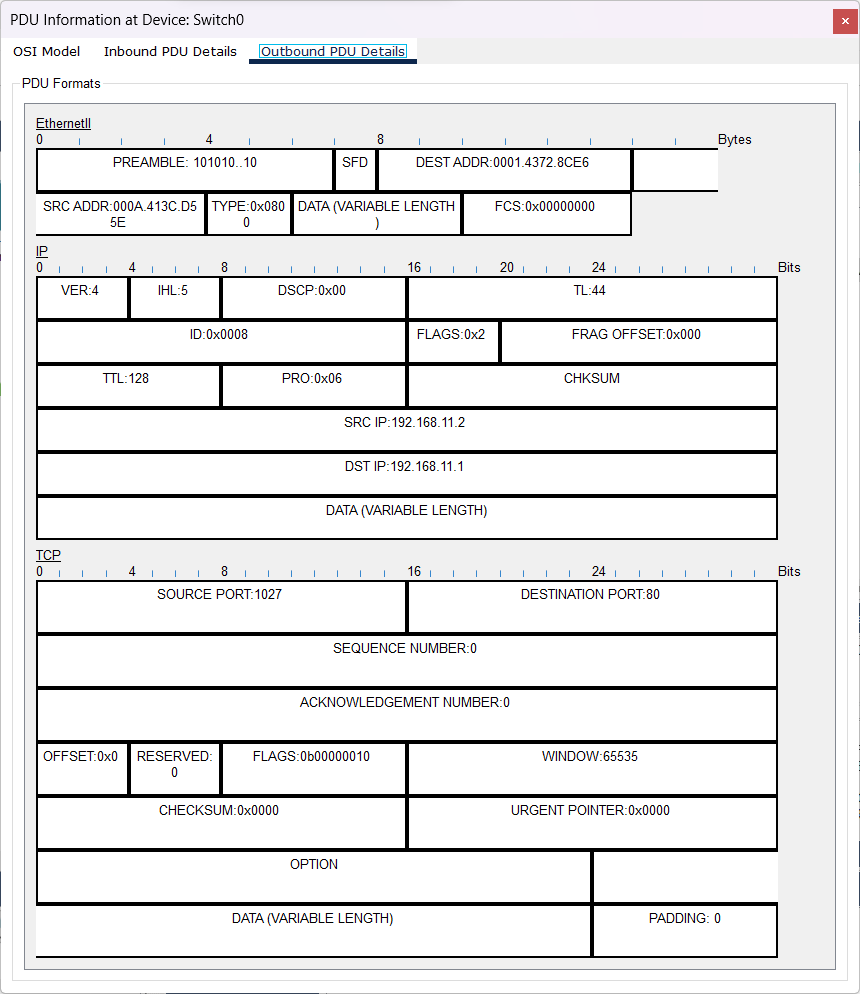 PDU Information at Device: Switch0
OSI Model Inbound PDU Details Outbound PDU Details
PDU Formats
EthernetII
0 4 8 Bytes
PREAMBLE: 101010..10 SFD DEST ADDR:0001.4372.8CE6
SRC ADDR:000A.413C.D5 TYPE:0x080 DATA (VARIABLE LENGTH FCS:0x00000000
5E 0 )
IP
0 4 8 16 20 24 Bits
VER:4 IHL:5 DSCP:0x00 TL:44
ID:0x0008 FLAGS:0x2 FRAG OFFSET:0x000
TTL:128 PRO:0x06 CHKSUM
SRC IP:192.168.11.2
DST IP:192.168.11.1
DATA (VARIABLE LENGTH)
TCP
0 4 8 16 24 Bits
SOURCE PORT:1027 DESTINATION PORT:80
SEQUENCE NUMBER:0
ACKNOWLEDGEMENT NUMBER:0
OFFSET:0x0 RESERVED: FLAGS:0b00000010 WINDOW:65535
0
CHECKSUM:0x0000 URGENT POINTER:0x0000
OPTION
DATA (VARIABLE LENGTH) PADDING: 0